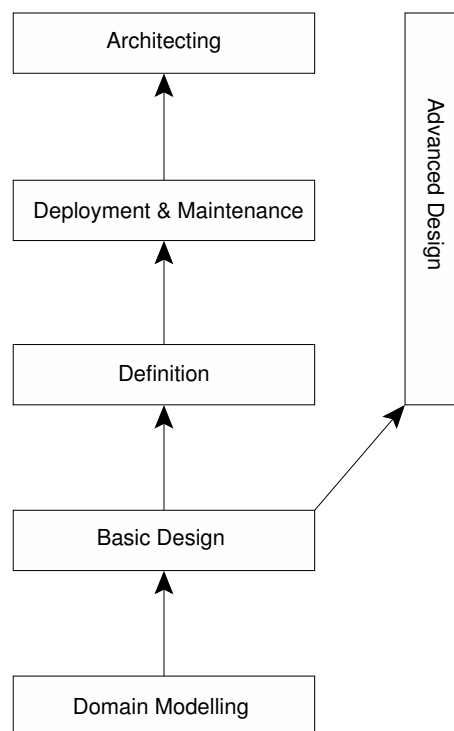 Architecting
Advanced Design
Deployment & Maintenance
Definition
Basic Design
Domain Modelling